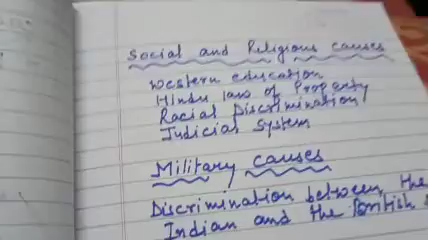 Social and Religious causes
Western education
Hindu law of Property
Racial Discrimination
Judicial System
Military causes
Discrimination between the
Indian and the British